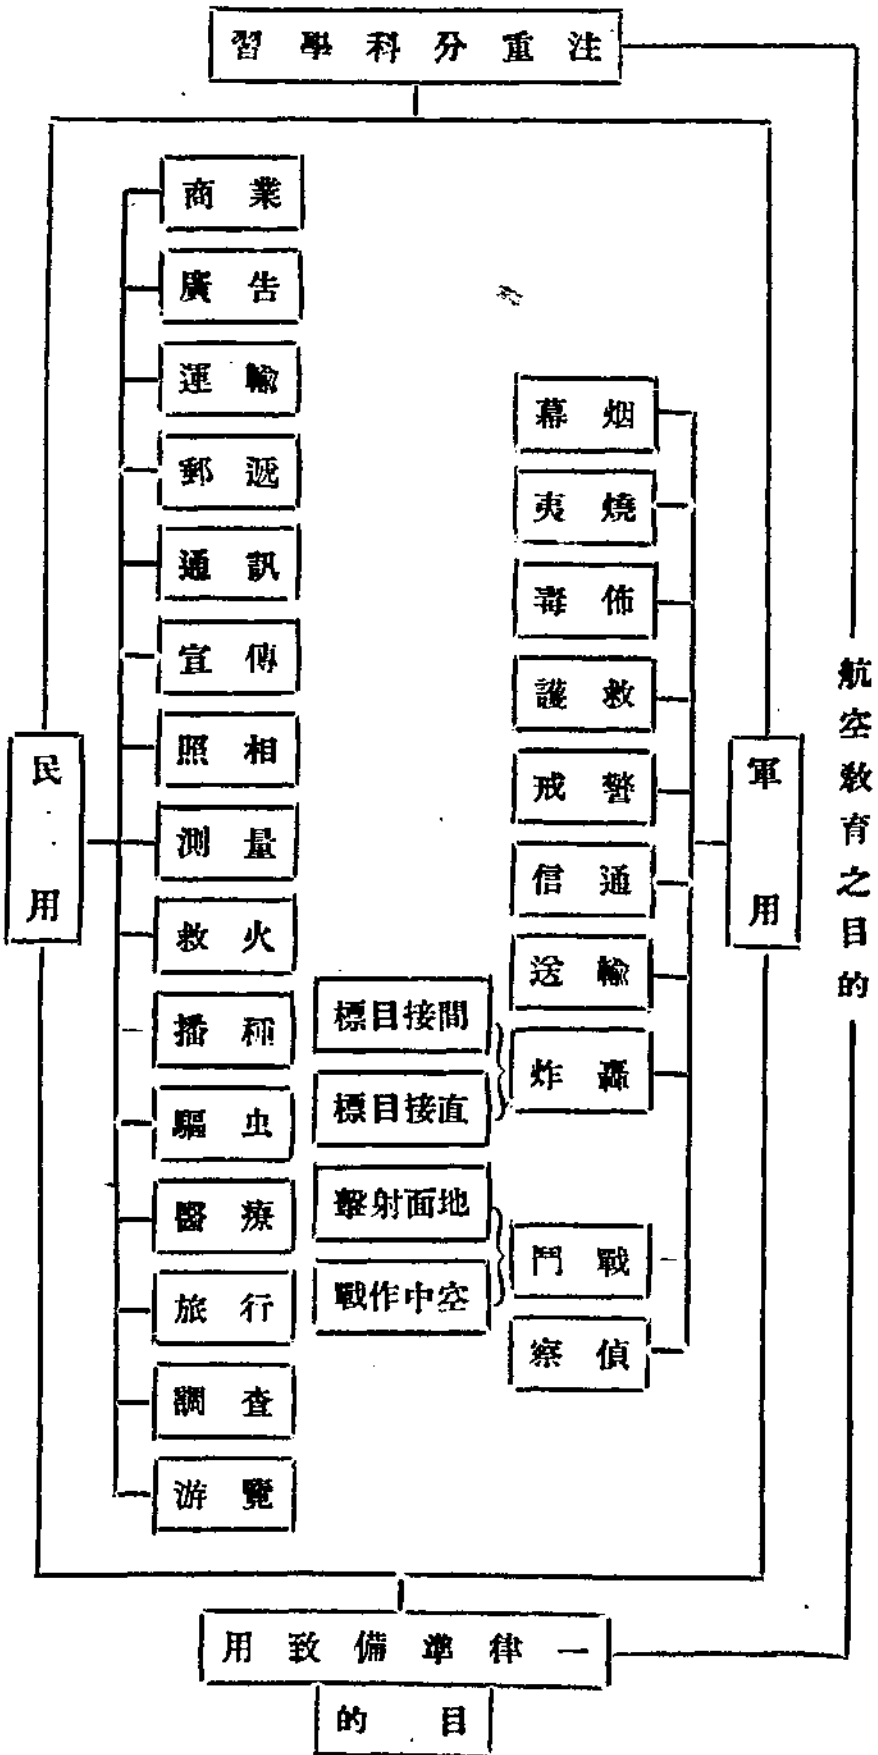 航空教育之目的
注重分科學習
軍用
烟幕
燒夷
佈毒
救護
警戒
通信
輸送
轟炸
間接目標
直接目標
戰鬥
地面射擊
空中作戰
偵察
民用
商業
廣告
運輸
郵遞
通訊
宣傳
照相
測量
救火
播種
驅虫
醫療
旅行
調查
游覽
一律準備致用
目的